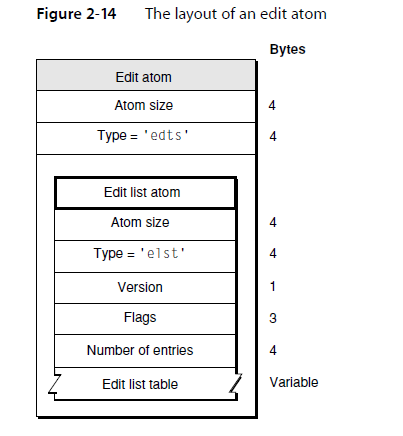 Figure 2-14 The layout of an edit atom
Bytes
Edit atom
Atom size 4
Type = 'edts' 4
Edit list atom
Atom size 4
Type = 'elst' 4
Version 1
Flags 3
Number of entries 4
Edit list table Variable